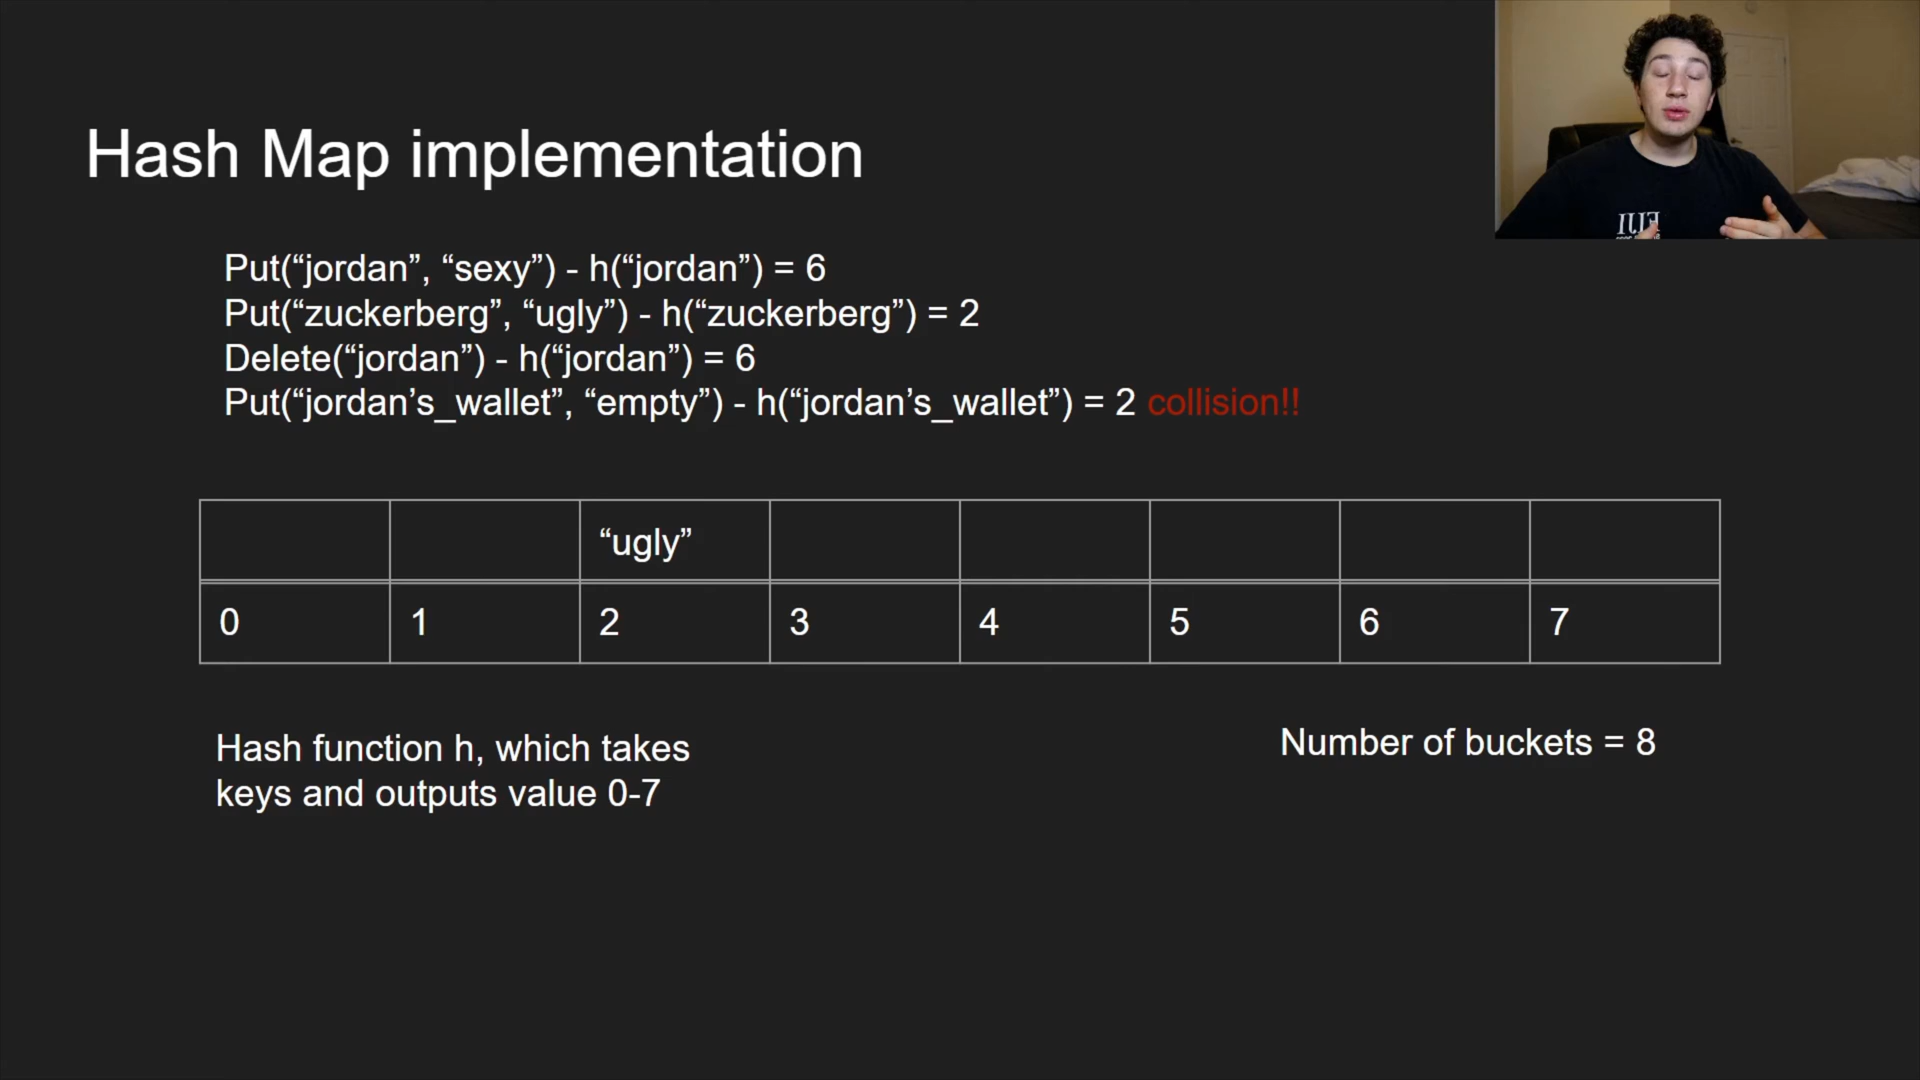 Hash Map implementation
Put(“jordan”, “sexy”) - h(“jordan”) = 6
Put(“zuckerberg”, “ugly”) - h(“zuckerberg”) = 2
Delete(“jordan”) - h(“jordan”) = 6
Put(“jordan’s_wallet”, “empty”) - h(“jordan’s_wallet”) = 2 collision!!
“ugly”
0 1 2 3 4 5 6 7
Hash function h, which takes
keys and outputs value 0-7
Number of buckets = 8